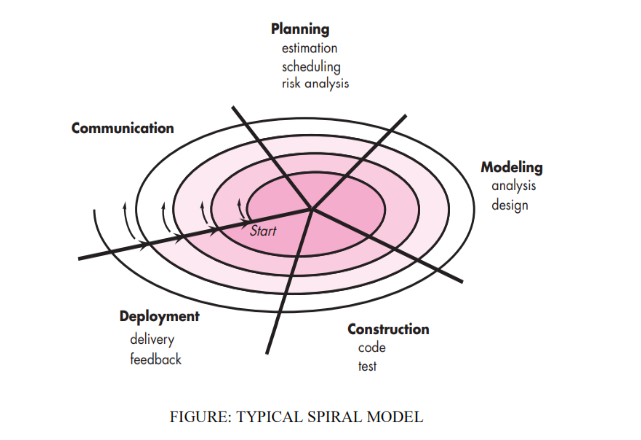 Planning
estimation
scheduling
risk analysis
Communication
Modeling
analysis
design
Start
Deployment
delivery
feedback
Construction
code
test
FIGURE: TYPICAL SPIRAL MODEL